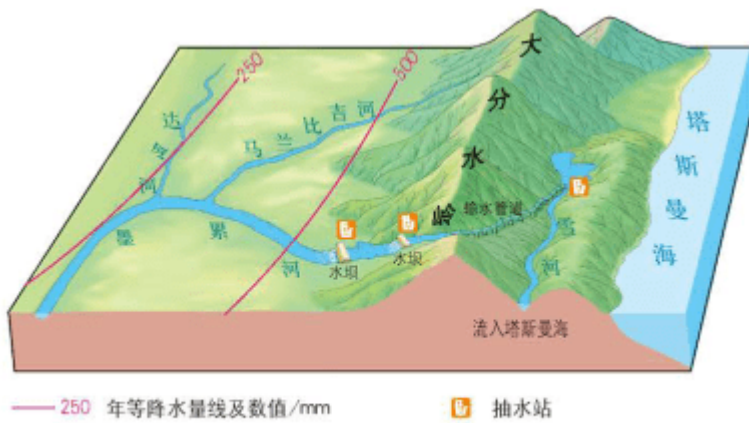 250
500
大分水岭
达令河
马兰比吉河
墨累河
水坝
水坝
输水管道
雪河
塔斯曼海
流入塔斯曼海
250 年等降水量线及数值/mm
抽水站